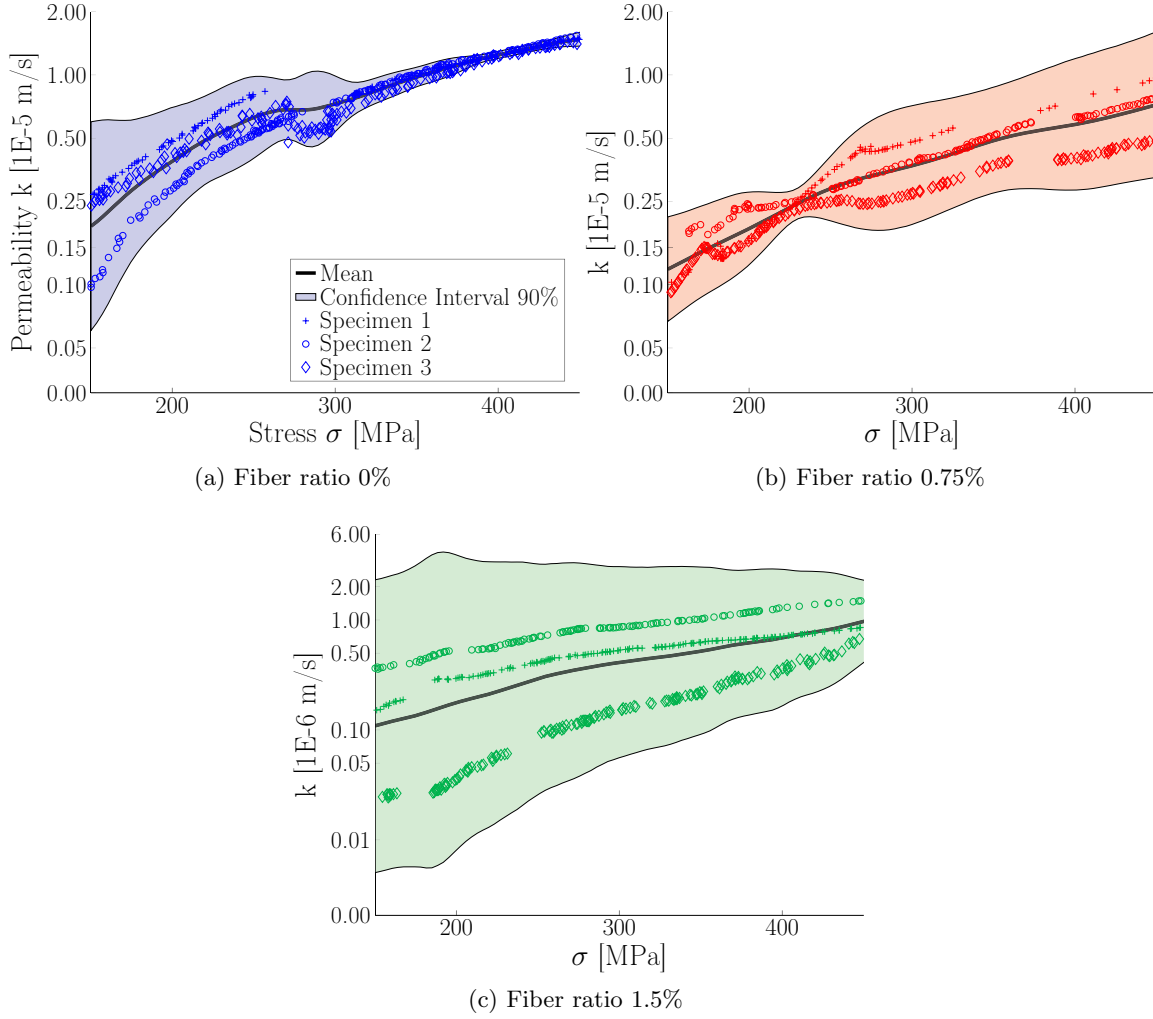 2.00
1.00
0.50
0.25
0.15
0.10
0.05
0.00
Permeability k [1E-5 m/s]
200
300
400
Stress σ [MPa]
Mean
Confidence Interval 90%
Specimen 1
Specimen 2
Specimen 3
(a) Fiber ratio 0%
2.00
1.00
0.50
0.25
0.15
0.10
0.05
0.00
k [1E-5 m/s]
200
300
400
σ [MPa]
(b) Fiber ratio 0.75%
6.00
2.00
1.00
0.50
0.10
0.05
0.01
0.00
k [1E-6 m/s]
200
300
400
σ [MPa]
(c) Fiber ratio 1.5%